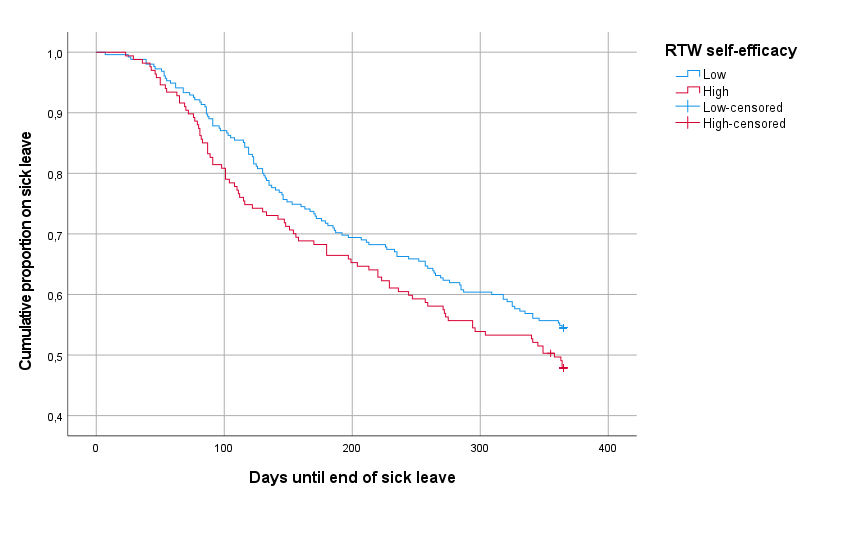 RTW self-efficacy
Low
High
Low-censored
High-censored
Cumulative proportion on sick leave
1,0
0,9
0,8
0,7
0,6
0,5
0,4
0
100
200
300
400
Days until end of sick leave